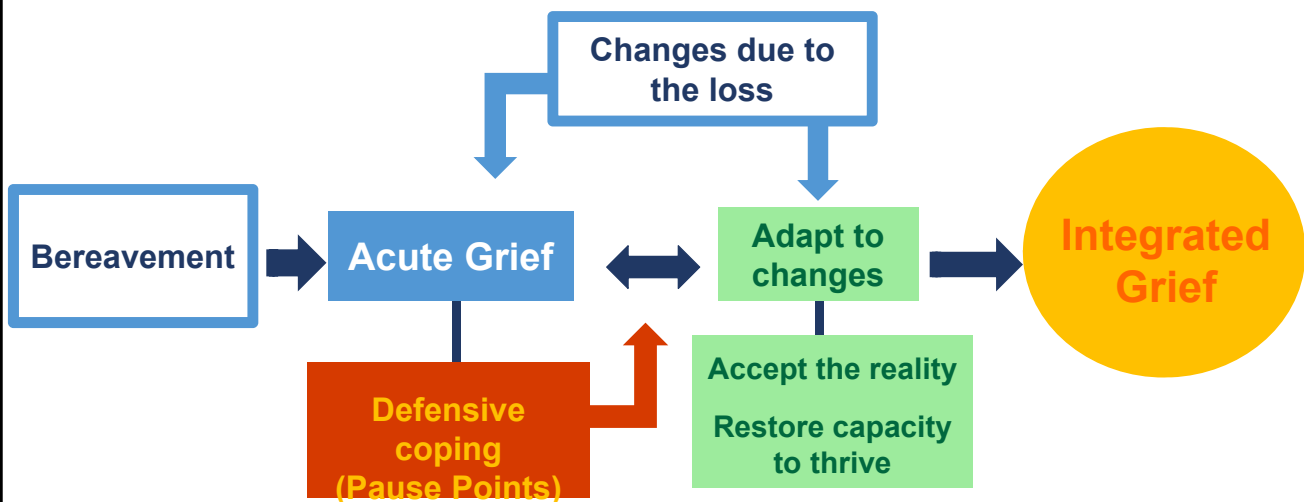 Changes due to
the loss
Bereavement
Acute Grief
Adapt to
changes
Integrated
Grief
Defensive
coping
(Pause Points)
Accept the reality
Restore capacity
to thrive